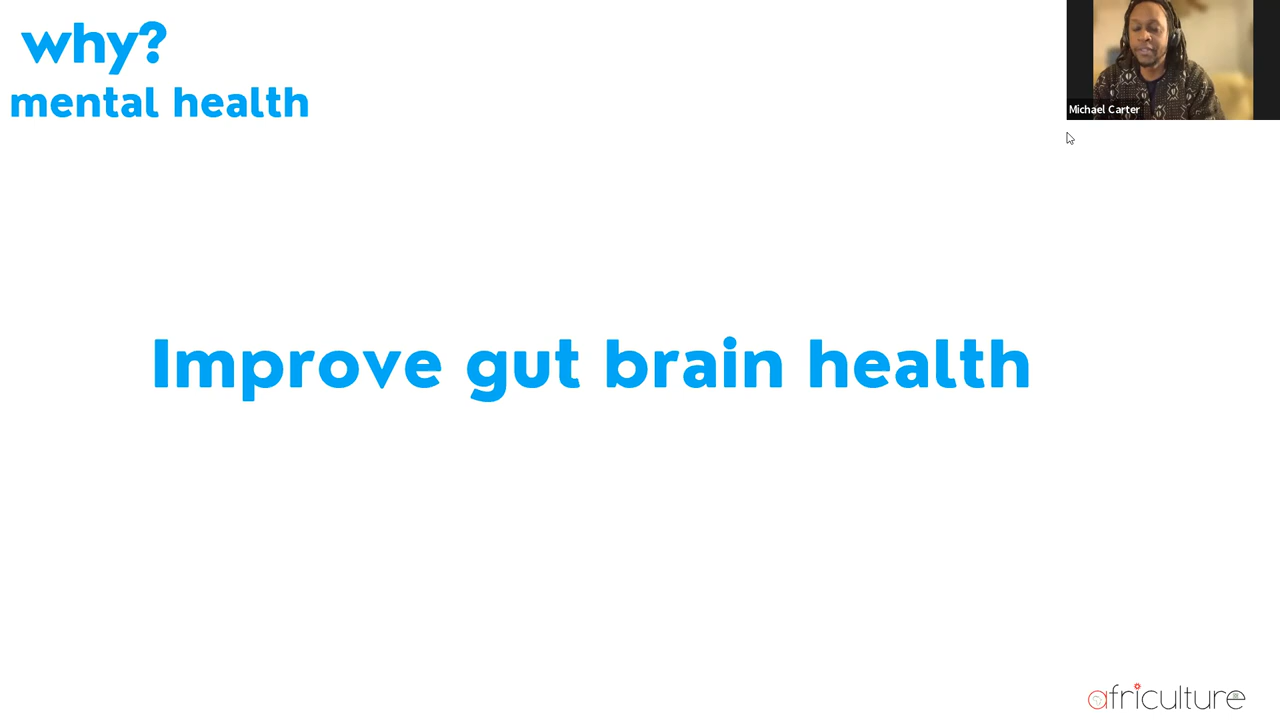 why?
mental health
Michael Carter
Improve gut brain health
africulture